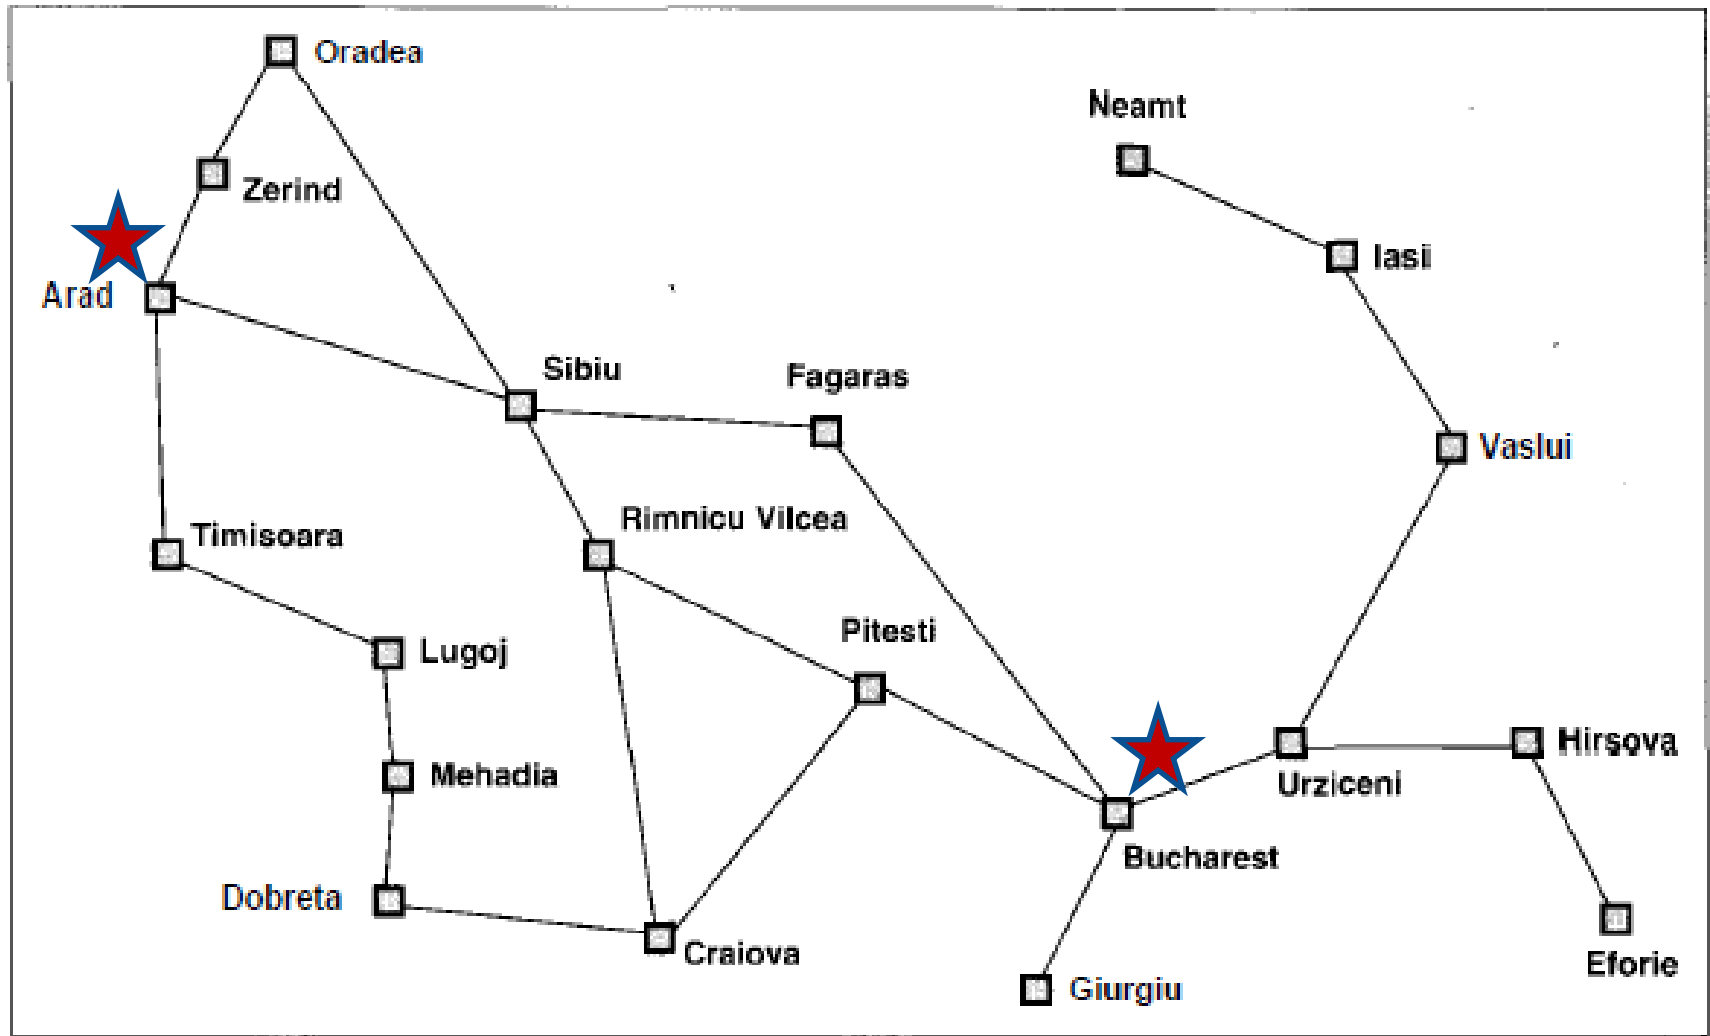 Oradea
Neamt
Zerind
Iasi
Arad
Sibiu
Fagaras
Vaslui
Rimnicu Vilcea
Timisoara
Pitesti
Lugoj
Hirsova
Mehadia
Urziceni
Bucharest
Dobreta
Craiova
Eforie
Giurgiu